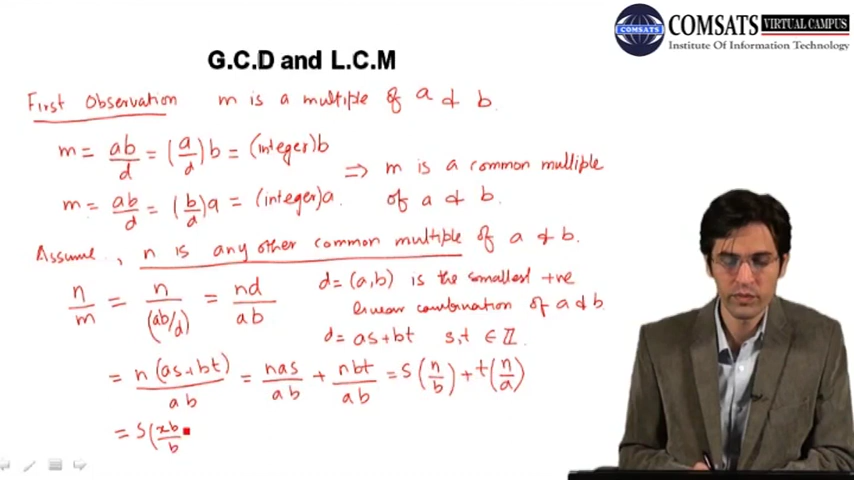 COMSATS
COMSATS VIRTUAL CAMPUS
Institute Of Information Technology
G.C.D and L.C.M
First Observation m is a multiple of a & b.
m = ab/d = (a/d)b = (integer)b
m = ab/d = (b/d)a = (integer)a.
⇒ m is a common multiple
of a & b.
Assume, n is any other common multiple of a & b.
n/m = n/(ab/d) = nd/ab
d = (a,b) is the smallest +ve
linear combination of a & b.
d = as+bt s,t ∈ ℤ.
= n(as+bt)/ab = nas/ab + nbt/ab = s(n/b) + t(n/a)
= s(xb/b